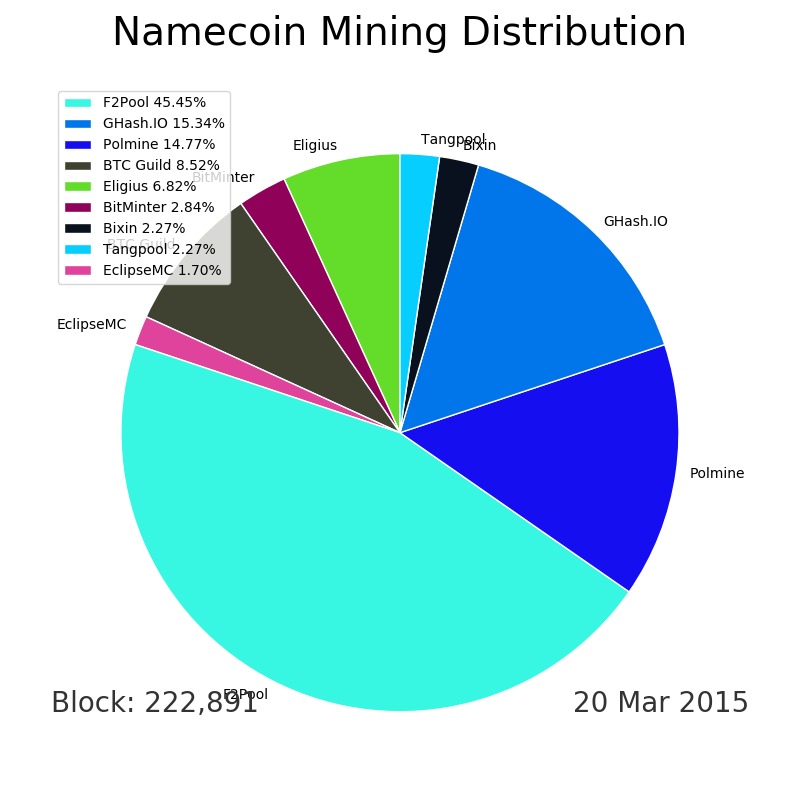 Namecoin Mining Distribution
F2Pool 45.45%
GHash.IO 15.34%
Polmine 14.77%
BTC Guild 8.52%
Eligius 6.82%
BitMinter 2.84%
Bixin 2.27%
Tangpool 2.27%
EclipseMC 1.70%
Tangpool
Bixin
Eligius
BitMinter
GHash.IO
BTC Guild
EclipseMC
Polmine
F2Pool
Block: 222,891
20 Mar 2015